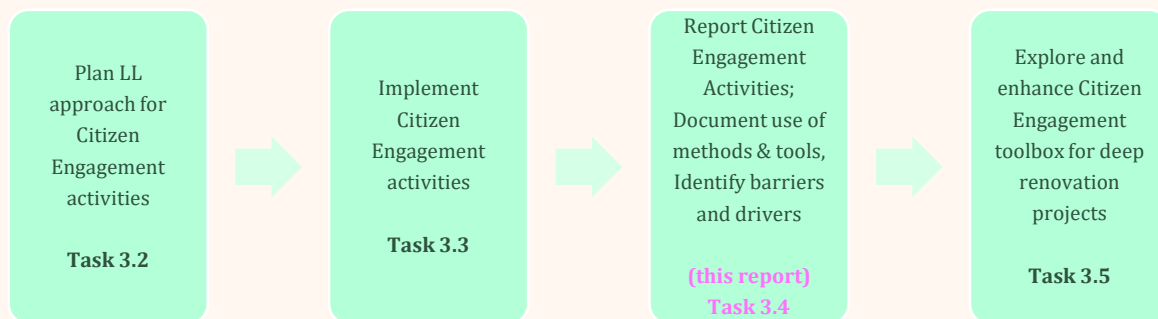 Plan LL
approach for
Citizen
Engagement
activities
Task 3.2
Implement
Citizen
Engagement
activities
Task 3.3
Report Citizen
Engagement
Activities;
Document use of
methods & tools,
Identify barriers
and drivers
(this report)
Task 3.4
Explore and
enhance Citizen
Engagement
toolbox for deep
renovation
projects
Task 3.5